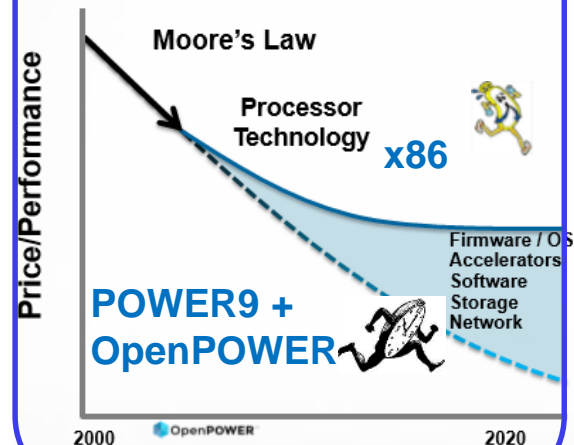 Moore's Law
Price/Performance
Processor
Technology
x86
Firmware / OS
Accelerators
Software
Storage
Network
POWER9 +
OpenPOWER
2000
OpenPOWER
2020